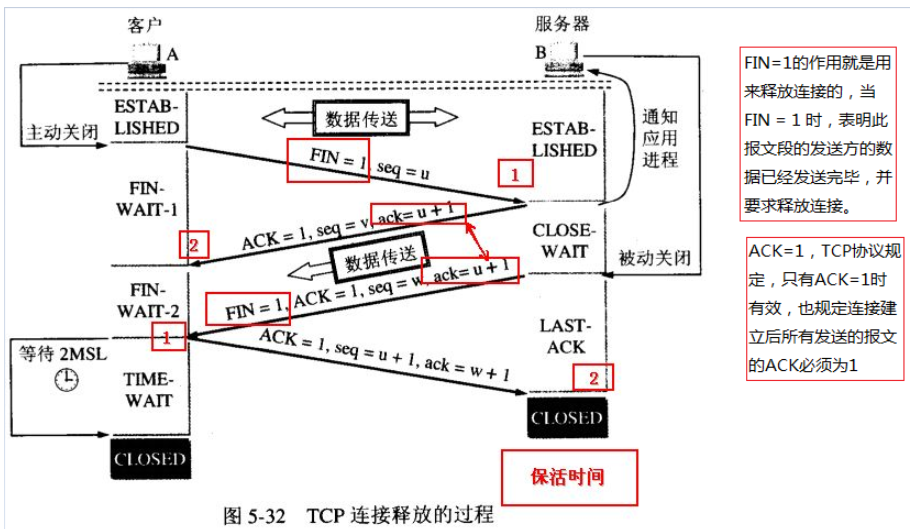 客户
服务器
A
B
ESTAB-
LISHED
数据传送
ESTAB-
LISHED
通知
应用
进程
主动关闭
FIN = 1, seq = u
1
FIN-
WAIT-1
ACK = 1, seq = v, ack= u + 1
2
CLOSE-
WAIT
数据传送
被动关闭
FIN-
WAIT-2
FIN = 1, ACK = 1, seq = w, ack= u + 1
1
LAST-
ACK
等待 2MSL
ACK = 1, seq = u + 1, ack = w + 1
TIME-
WAIT
2
CLOSED
CLOSED
保活时间
图 5-32 TCP 连接释放的过程
FIN=1的作用就是用
来释放连接的，当
FIN = 1 时，表明此
报文段的发送方的数
据已经发送完毕，并
要求释放连接。
ACK=1，TCP协议规
定，只有ACK=1时
有效，也规定连接建
立后所有发送的报文
的ACK必须为1